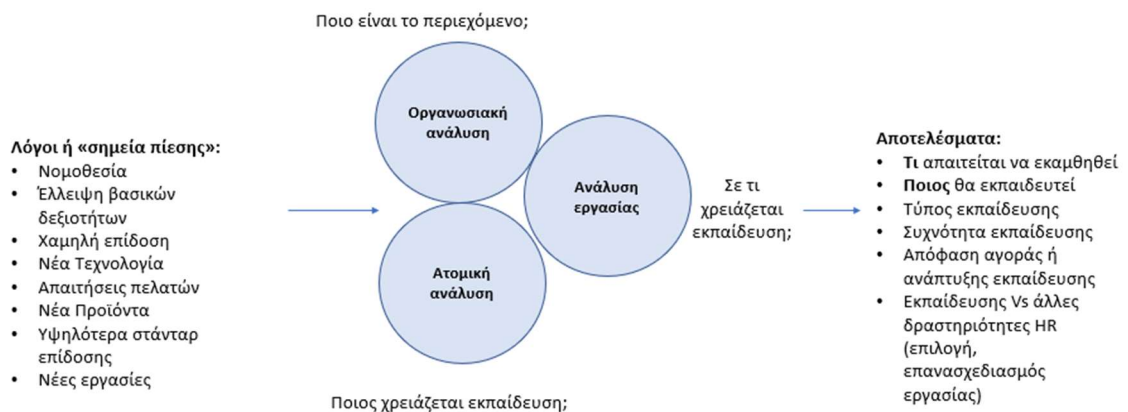 Ποιο είναι το περιεχόμενο;
Λόγοι ή «σημεία πίεσης»:
• Νομοθεσία
• Έλλειψη βασικών
δεξιοτήτων
• Χαμηλή επίδοση
• Νέα Τεχνολογία
• Απαιτήσεις πελατών
• Νέα Προϊόντα
• Υψηλότερα στάνταρ
επίδοσης
• Νέες εργασίες
Οργανωσιακή
ανάλυση
Ανάλυση
εργασίας
Ατομική
ανάλυση
Σε τι
χρειάζεται
εκπαίδευση;
Ποιος χρειάζεται εκπαίδευση;
Αποτελέσματα:
• Τι απαιτείται να εκαμθηθεί
• Ποιος θα εκπαιδευτεί
• Τύπος εκπαίδευσης
• Συχνότητα εκπαίδευσης
• Απόφαση αγοράς ή
ανάπτυξης εκπαίδευσης
• Εκπαίδευσης Vs άλλες
δραστηριότητες HR
(επιλογή,
επανασχεδιασμός
εργασίας)